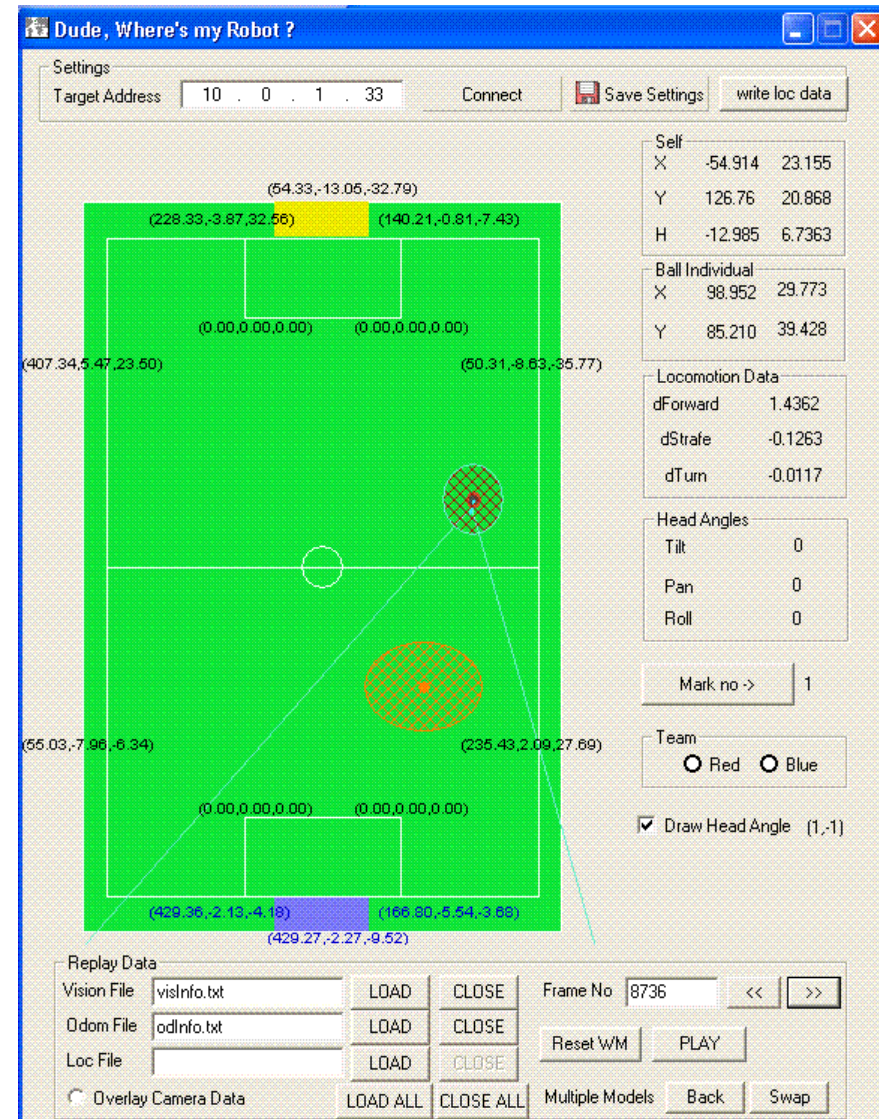 Dude, Where's my Robot ?
Settings
Target Address 10 . 0 . 1 . 33 Connect Save Settings write loc data
(54.33,-13.05,-32.79)
(228.33,-3.87,32.56) (140.21,-0.81,-7.43)
(0.00,0.00,0.00) (0.00,0.00,0.00)
(407.34,5.47,23.50) (50.31,-8.63,-35.77)
(55.03,-7.96,-6.34) (235.43,2.09,27.69)
(0.00,0.00,0.00) (0.00,0.00,0.00)
(429.36,-2.13,-4.18) (166.80,-5.54,-3.68)
(429.27,-2.27,-9.52)
Self
X -54.914 23.155
Y 126.76 20.868
H -12.985 6.7363
Ball Individual
X 98.952 29.773
Y 85.210 39.428
Locomotion Data
dForward 1.4362
dStrafe -0.1263
dTurn -0.0117
Head Angles
Tilt 0
Pan 0
Roll 0
Mark no -> 1
Team
Red Blue
Draw Head Angle (1,-1)
Replay Data
Vision File visInfo.txt LOAD CLOSE Frame No 8736 << >>
Odom File odInfo.txt LOAD CLOSE Reset WM PLAY
Loc File LOAD CLOSE
Overlay Camera Data LOAD ALL CLOSE ALL Multiple Models Back Swap